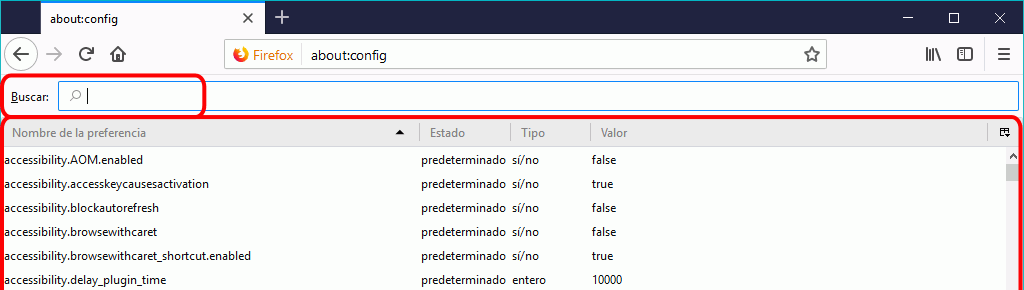 about:config
Firefox about:config
Buscar:
Nombre de la preferencia Estado Tipo Valor
accessibility.AOM.enabled predeterminado sí/no false
accessibility.accesskeycausesactivation predeterminado sí/no true
accessibility.blockautorefresh predeterminado sí/no false
accessibility.browsewithcaret predeterminado sí/no false
accessibility.browsewithcaret_shortcut.enabled predeterminado sí/no true
accessibility.delay_plugin_time predeterminado entero 10000